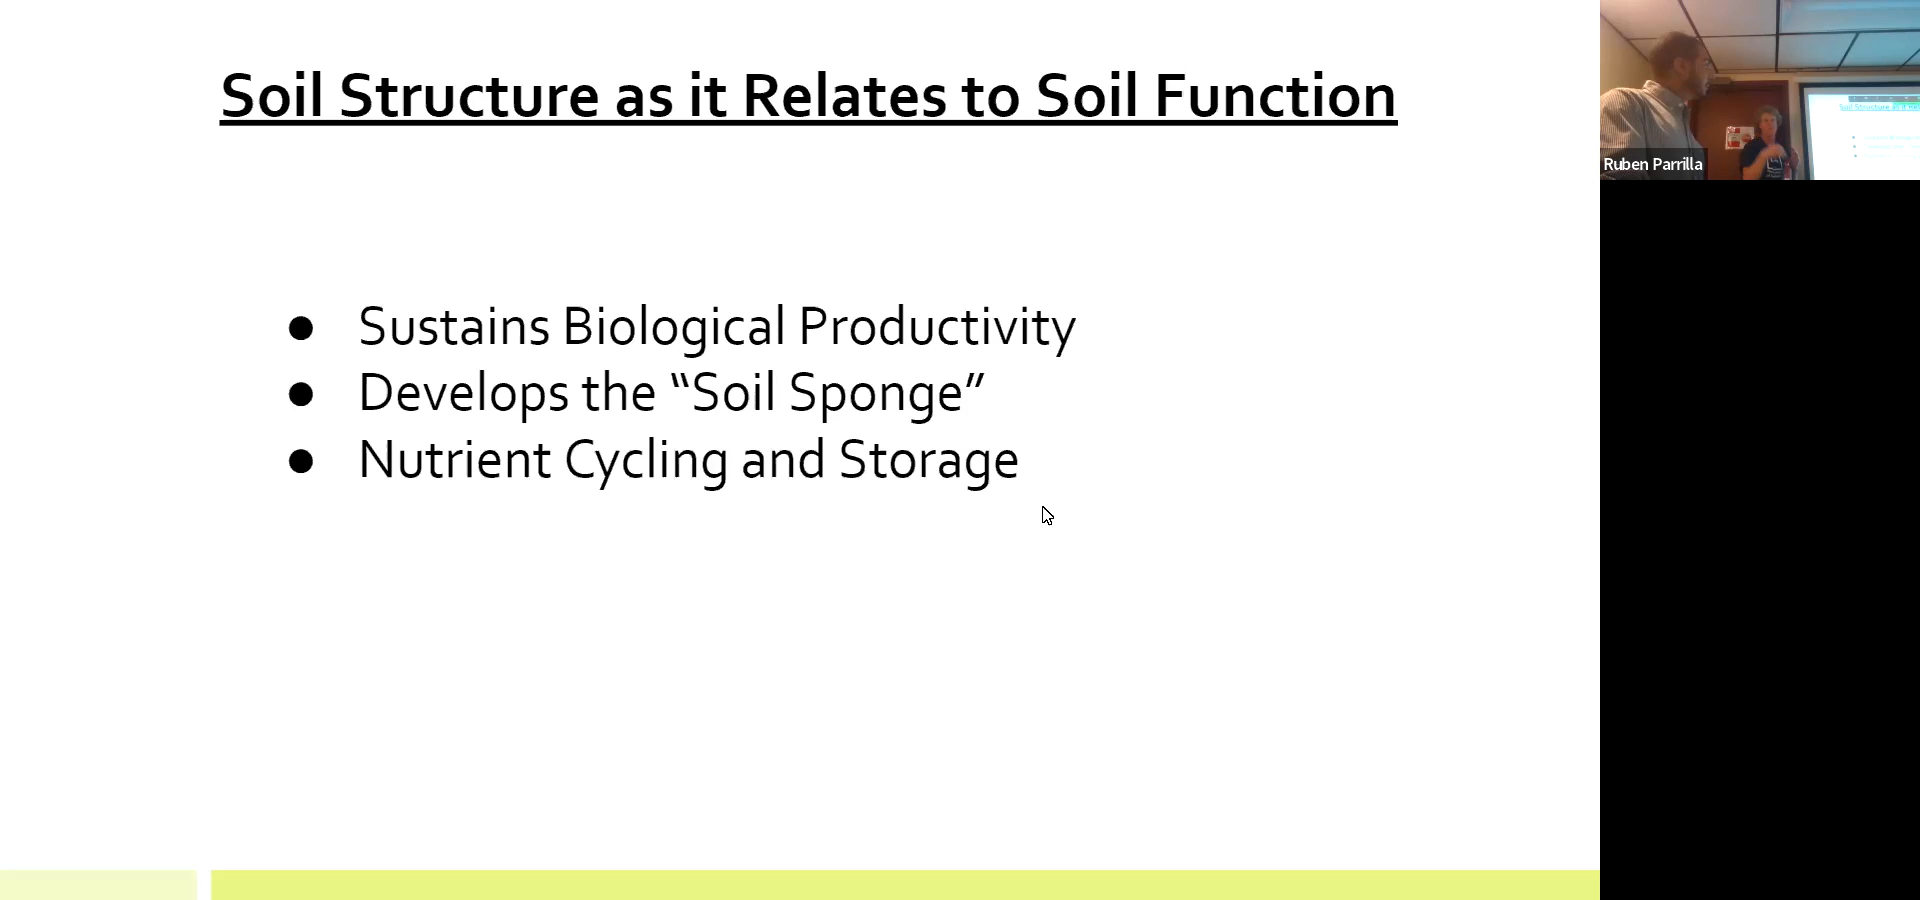 Soil Structure as it Relates to Soil Function
● Sustains Biological Productivity
● Develops the “Soil Sponge”
● Nutrient Cycling and Storage
Ruben Parrilla